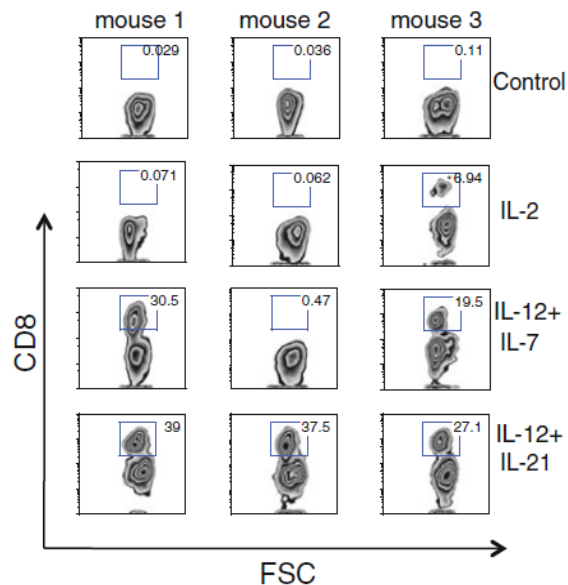 mouse 1 mouse 2 mouse 3
0.029 0.036 0.11 Control
0.071 0.062 *6.94 IL-2
30.5 0.47 19.5 IL-12+
IL-7
39 37.5 27.1 IL-12+
IL-21
CD8
FSC